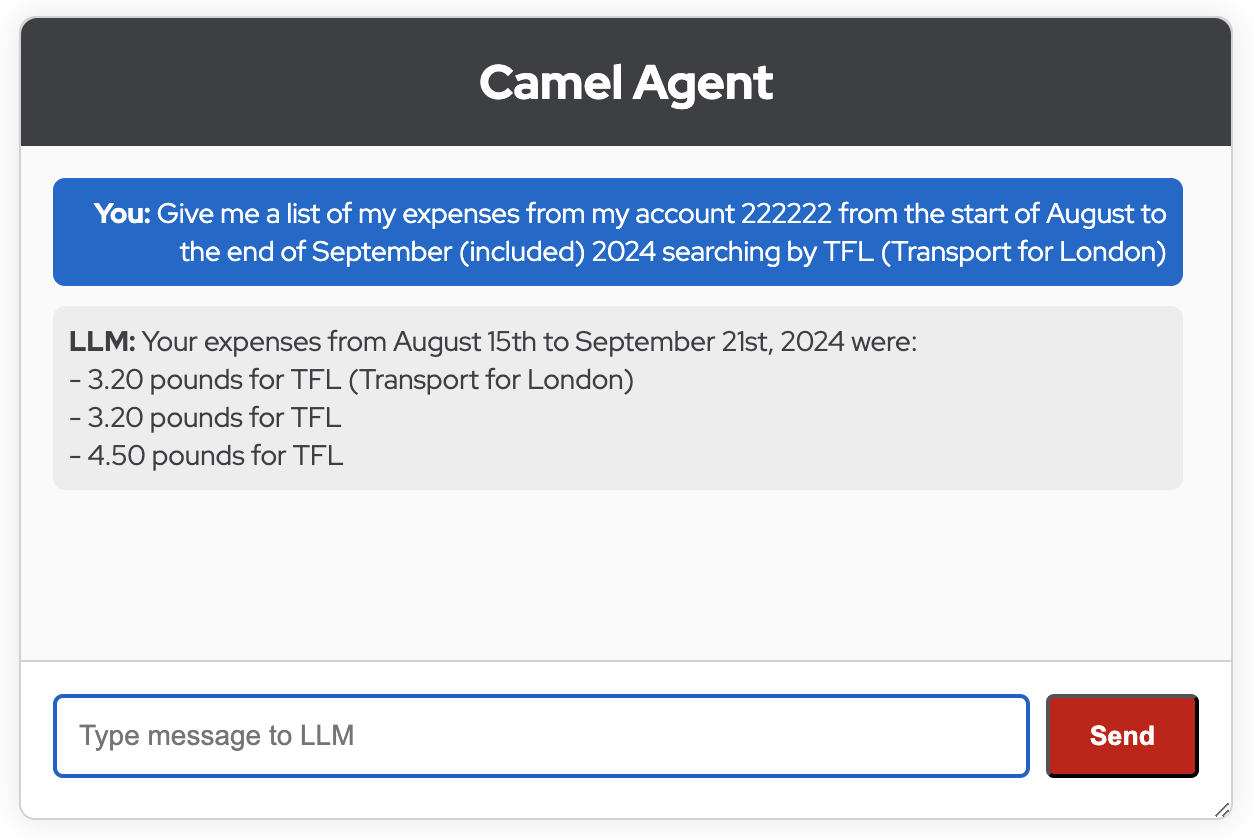 Camel Agent
You: Give me a list of my expenses from my account 222222 from the start of August to
the end of September (included) 2024 searching by TFL (Transport for London)
LLM: Your expenses from August 15th to September 21st, 2024 were:
- 3.20 pounds for TFL (Transport for London)
- 3.20 pounds for TFL
- 4.50 pounds for TFL
Type message to LLM
Send